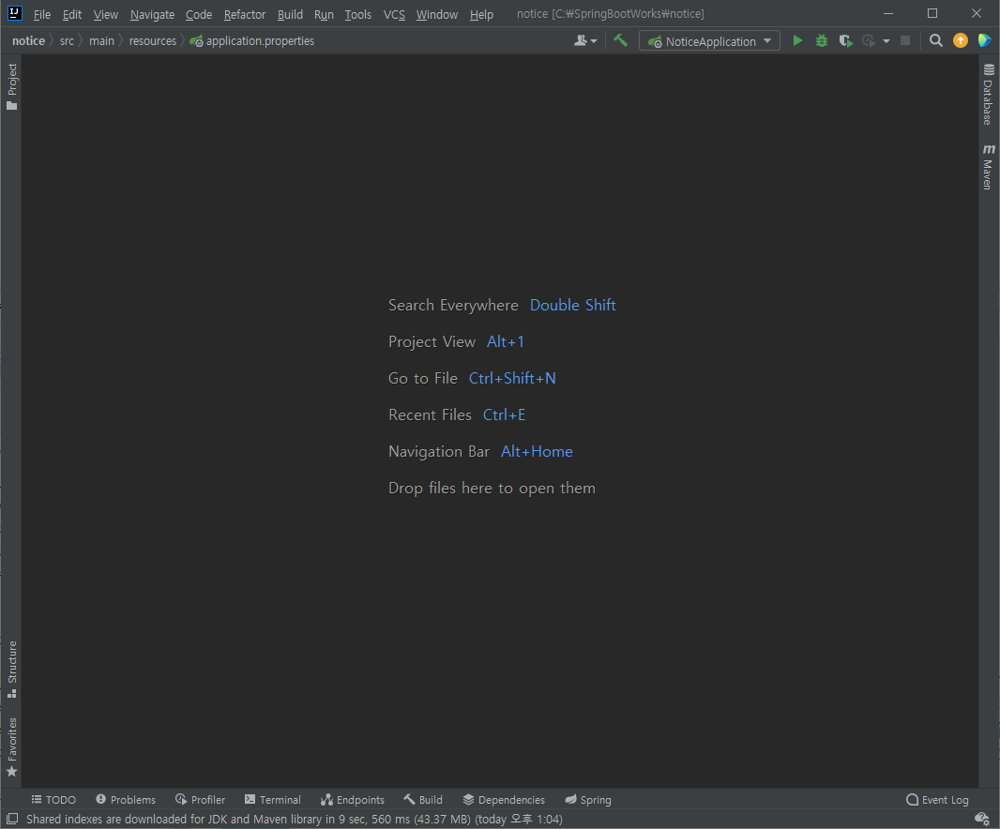 IJ File Edit View Navigate Code Refactor Build Run Tools VCS Window Help notice [C:₩SpringBootWorks₩notice]
notice src main resources application.properties NoticeApplication
Project
Database
m Maven
Search Everywhere Double Shift
Project View Alt+1
Go to File Ctrl+Shift+N
Recent Files Ctrl+E
Navigation Bar Alt+Home
Drop files here to open them
Structure
Favorites
TODO Problems Profiler Terminal Endpoints Build Dependencies Spring Event Log
Shared indexes are downloaded for JDK and Maven library in 9 sec, 560 ms (43.37 MB) (today 오후 1:04)